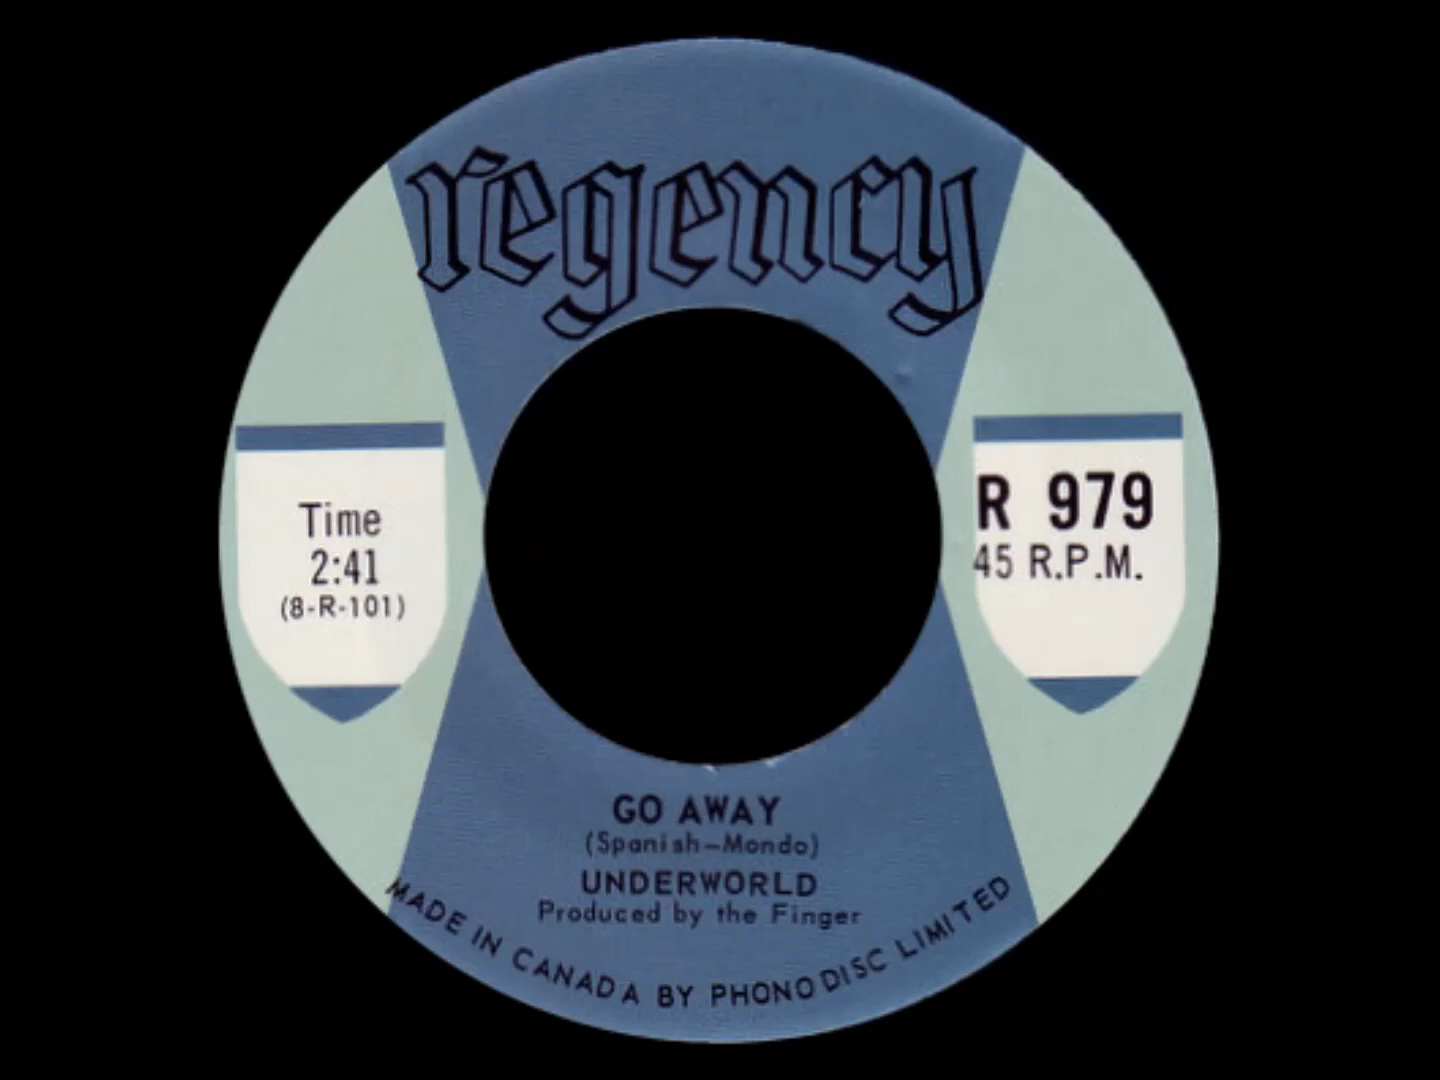 regency
Time
2:41
(8-R-101)
R 979
45 R.P.M.
GO AWAY
(Spanish-Mondo)
UNDERWORLD
Produced by the Finger
MADE IN CANADA BY PHONODISC LIMITED